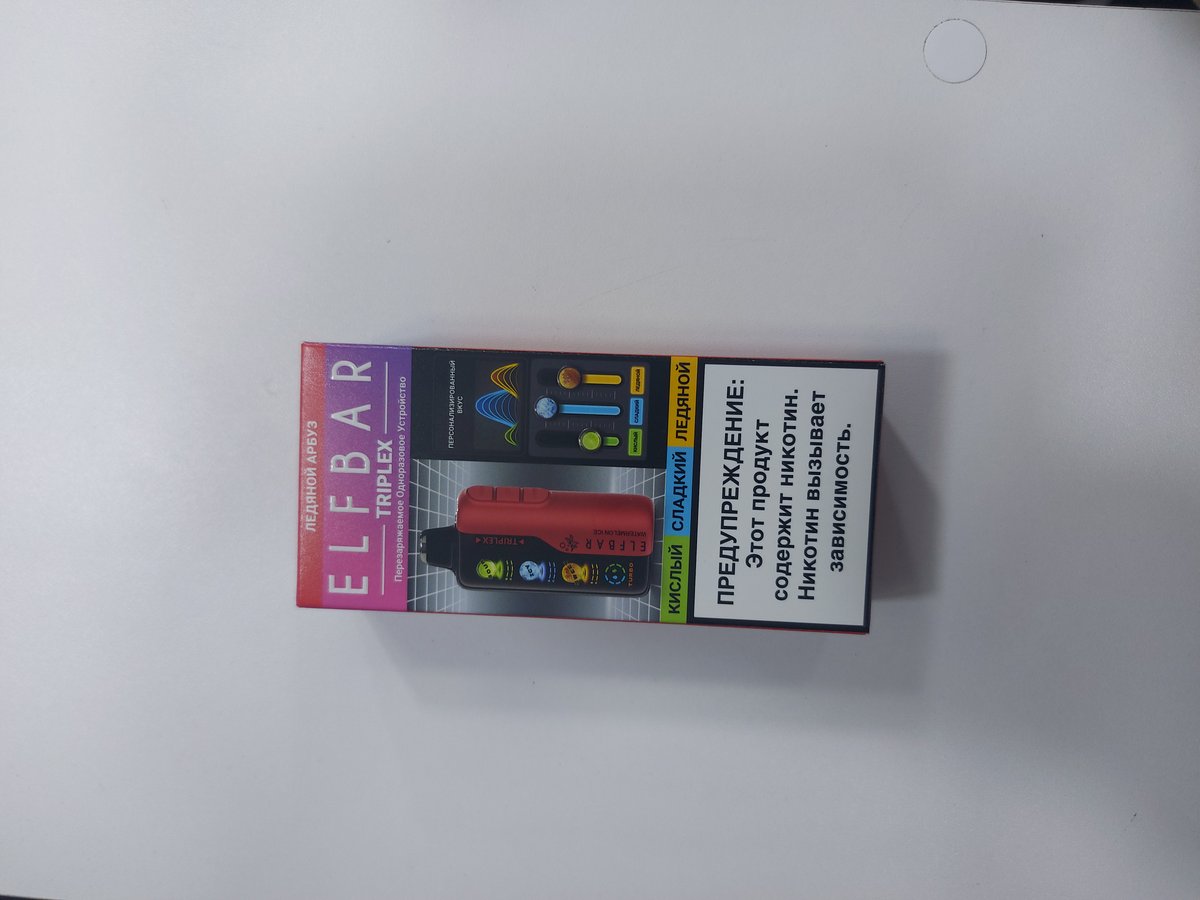 ЛЕДЯНОЙ АРБУЗ
ELFBAR
TRIPLEX
Перезаряжаемое Одноразовое Устройство
ПЕРСОНАЛИЗИРОВАННЫЙ
ВКУС
КИСЛЫЙ СЛАДКИЙ ЛЕДЯНОЙ
TRIPLEX
TURBO
ELFBAR
WATERMELON ICE
КИСЛЫЙ СЛАДКИЙ ЛЕДЯНОЙ
ПРЕДУПРЕЖДЕНИЕ:
Этот продукт
содержит никотин.
Никотин вызывает
зависимость.